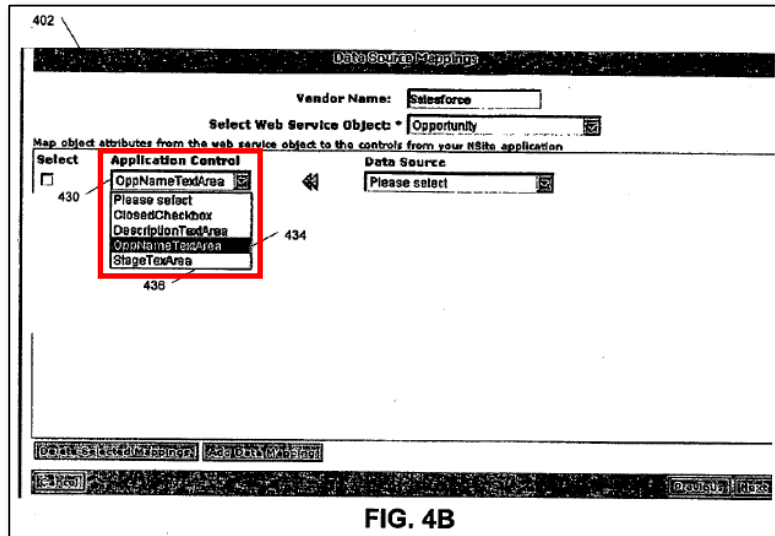 402
Data Source Mappings
Vendor Name: Salesforce
Select Web Service Object: * Opportunity
Map object attributes from the web service object to the controls from your NSite application
Select Application Control Data Source
430 OppNameTextArea Please select
Please select
ClosedCheckbox
DescriptionTextArea
OppNameTextArea 434
StageTexArea
436
Delete Selected Mappings Add Data Mapping
Cancel Previous Next
FIG. 4B